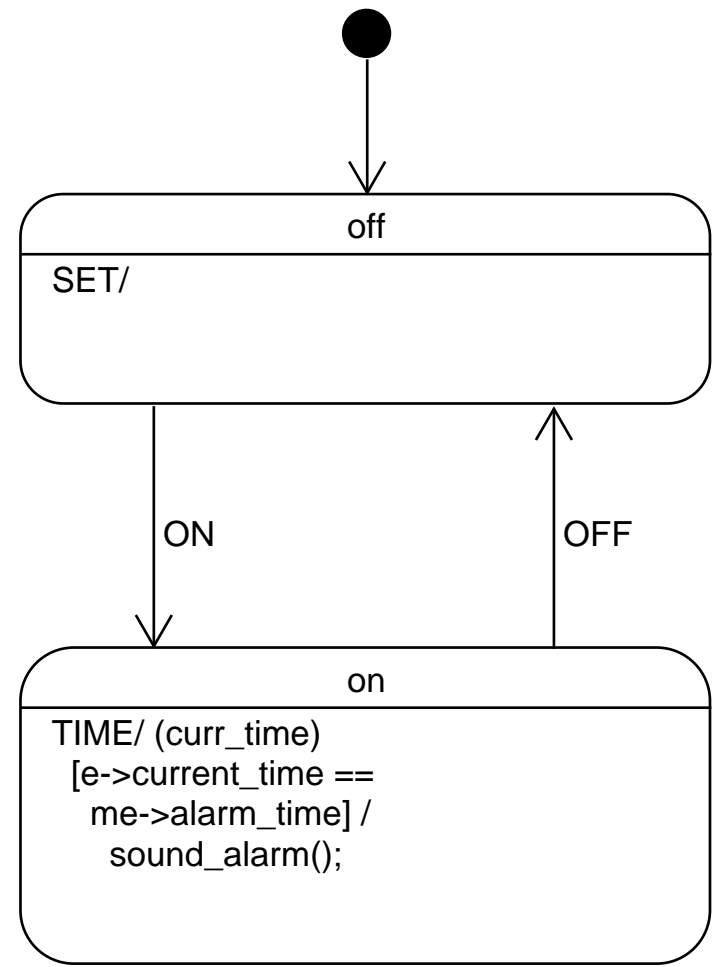 off
SET/
ON
OFF
on
TIME/ (curr_time)
[e->current_time ==
me->alarm_time] /
sound_alarm();